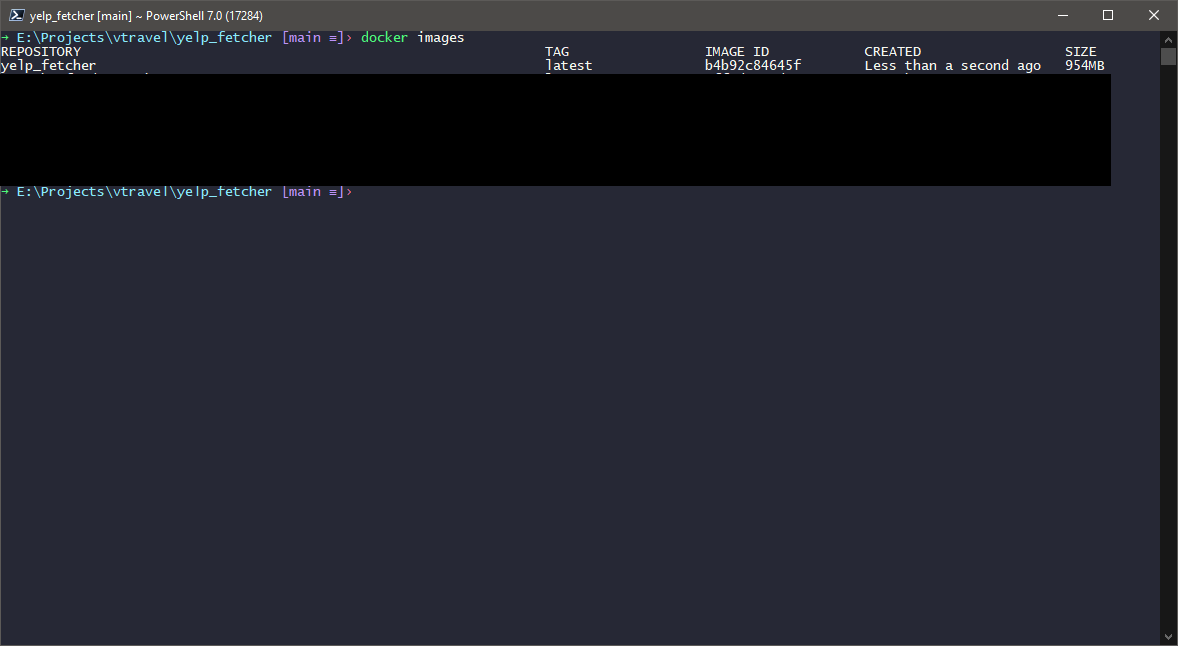 yelp_fetcher [main] ~ PowerShell 7.0 (17284)
→ E:\Projects\vtravel\yelp_fetcher [main ≡]› docker images
REPOSITORY TAG IMAGE ID CREATED SIZE
yelp_fetcher latest b4b92c84645f Less than a second ago 954MB
→ E:\Projects\vtravel\yelp_fetcher [main ≡]›